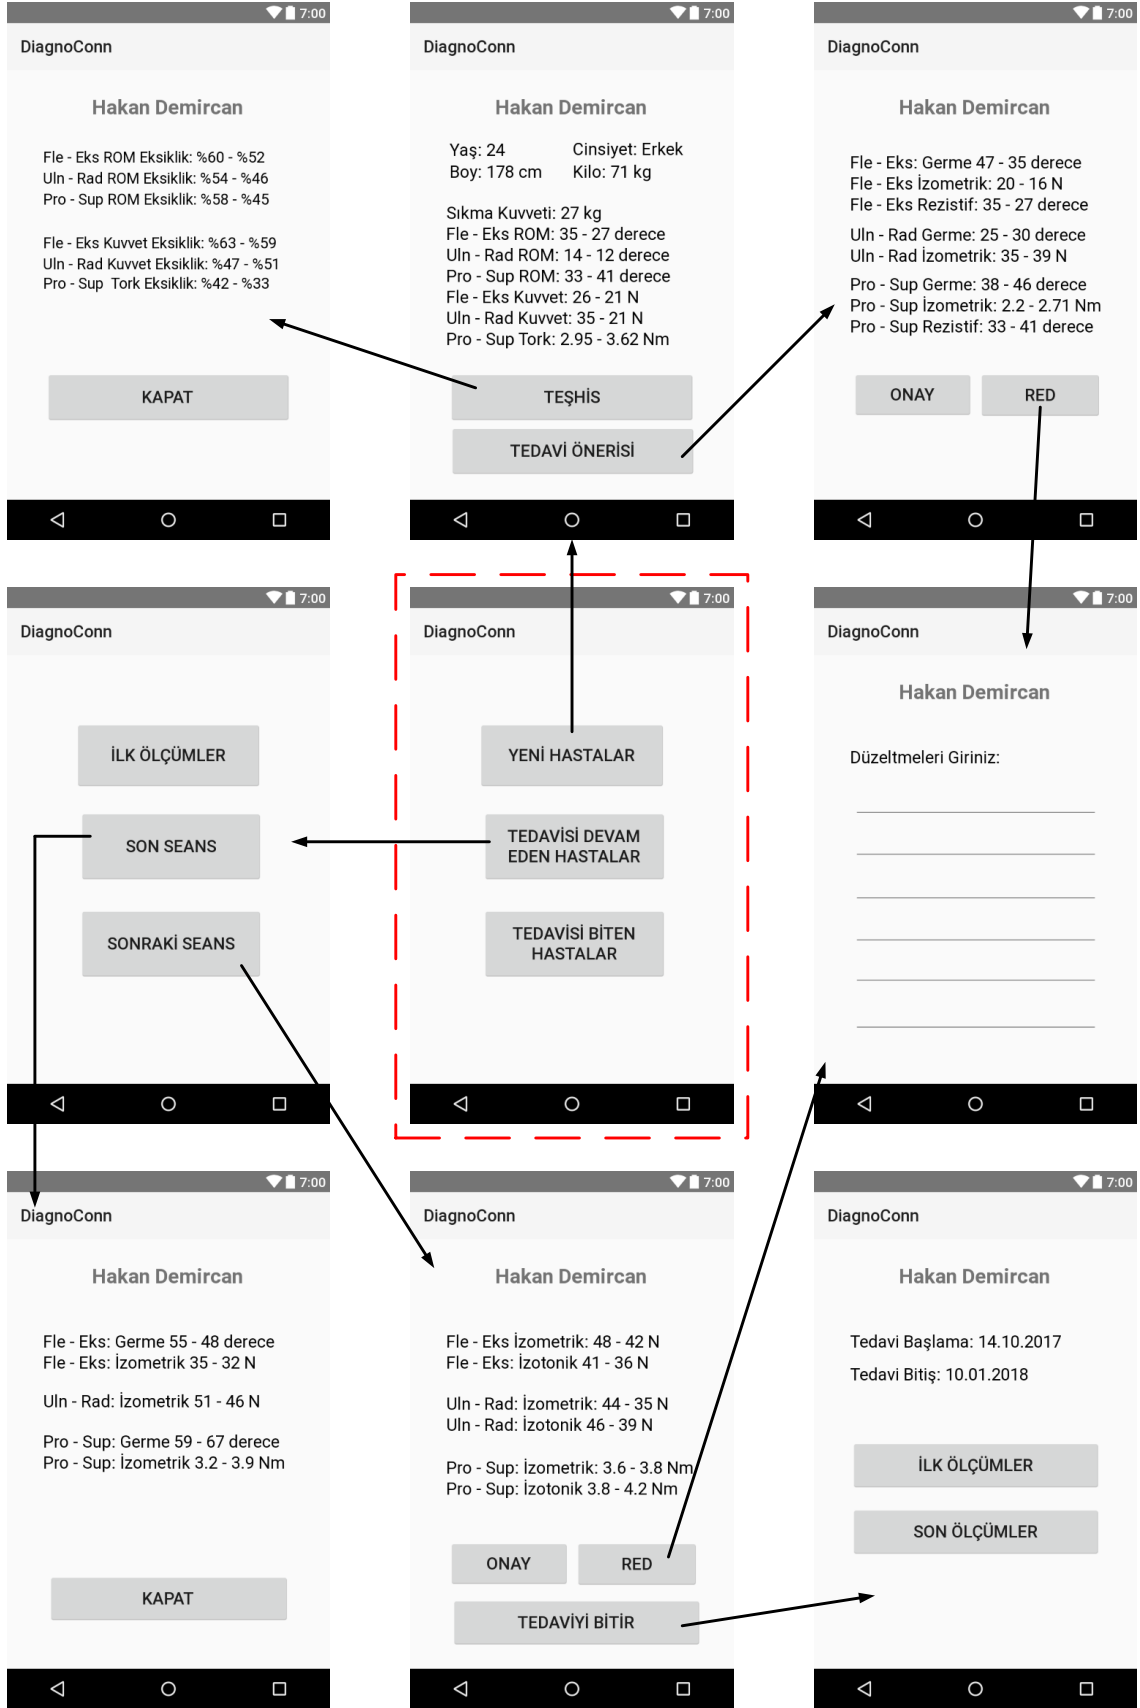 7:00
DiagnoConn
Hakan Demircan
Fle - Eks ROM Eksiklik: %60 - %52
Uln - Rad ROM Eksiklik: %54 - %46
Pro - Sup ROM Eksiklik: %58 - %45
Fle - Eks Kuvvet Eksiklik: %63 - %59
Uln - Rad Kuvvet Eksiklik: %47 - %51
Pro - Sup  Tork Eksiklik: %42 - %33
KAPAT
7:00
DiagnoConn
Hakan Demircan
Yaş: 24 Cinsiyet: Erkek
Boy: 178 cm Kilo: 71 kg
Sıkma Kuvveti: 27 kg
Fle - Eks ROM: 35 - 27 derece
Uln - Rad ROM: 14 - 12 derece
Pro - Sup ROM: 33 - 41 derece
Fle - Eks Kuvvet: 26 - 21 N
Uln - Rad Kuvvet: 35 - 21 N
Pro - Sup Tork: 2.95 - 3.62 Nm
TEŞHİS
TEDAVİ ÖNERİSİ
7:00
DiagnoConn
Hakan Demircan
Fle - Eks: Germe 47 - 35 derece
Fle - Eks İzometrik: 20 - 16 N
Fle - Eks Rezistif: 35 - 27 derece
Uln - Rad Germe: 25 - 30 derece
Uln - Rad İzometrik: 35 - 39 N
Pro - Sup Germe: 38 - 46 derece
Pro - Sup İzometrik: 2.2 - 2.71 Nm
Pro - Sup Rezistif: 33 - 41 derece
ONAY RED
7:00
DiagnoConn
İLK ÖLÇÜMLER
SON SEANS
SONRAKİ SEANS
7:00
DiagnoConn
YENİ HASTALAR
TEDAVİSİ DEVAM
EDEN HASTALAR
TEDAVİSİ BİTEN
HASTALAR
7:00
DiagnoConn
Hakan Demircan
Düzeltmeleri Giriniz:
7:00
DiagnoConn
Hakan Demircan
Fle - Eks: Germe 55 - 48 derece
Fle - Eks: İzometrik 35 - 32 N
Uln - Rad: İzometrik 51 - 46 N
Pro - Sup: Germe 59 - 67 derece
Pro - Sup: İzometrik 3.2 - 3.9 Nm
KAPAT
7:00
DiagnoConn
Hakan Demircan
Fle - Eks İzometrik: 48 - 42 N
Fle - Eks: İzotonik 41 - 36 N
Uln - Rad: İzometrik: 44 - 35 N
Uln - Rad: İzotonik 46 - 39 N
Pro - Sup: İzometrik: 3.6 - 3.8 Nm
Pro - Sup: İzotonik 3.8 - 4.2 Nm
ONAY RED
TEDAVİYİ BİTİR
7:00
DiagnoConn
Hakan Demircan
Tedavi Başlama: 14.10.2017
Tedavi Bitiş: 10.01.2018
İLK ÖLÇÜMLER
SON ÖLÇÜMLER